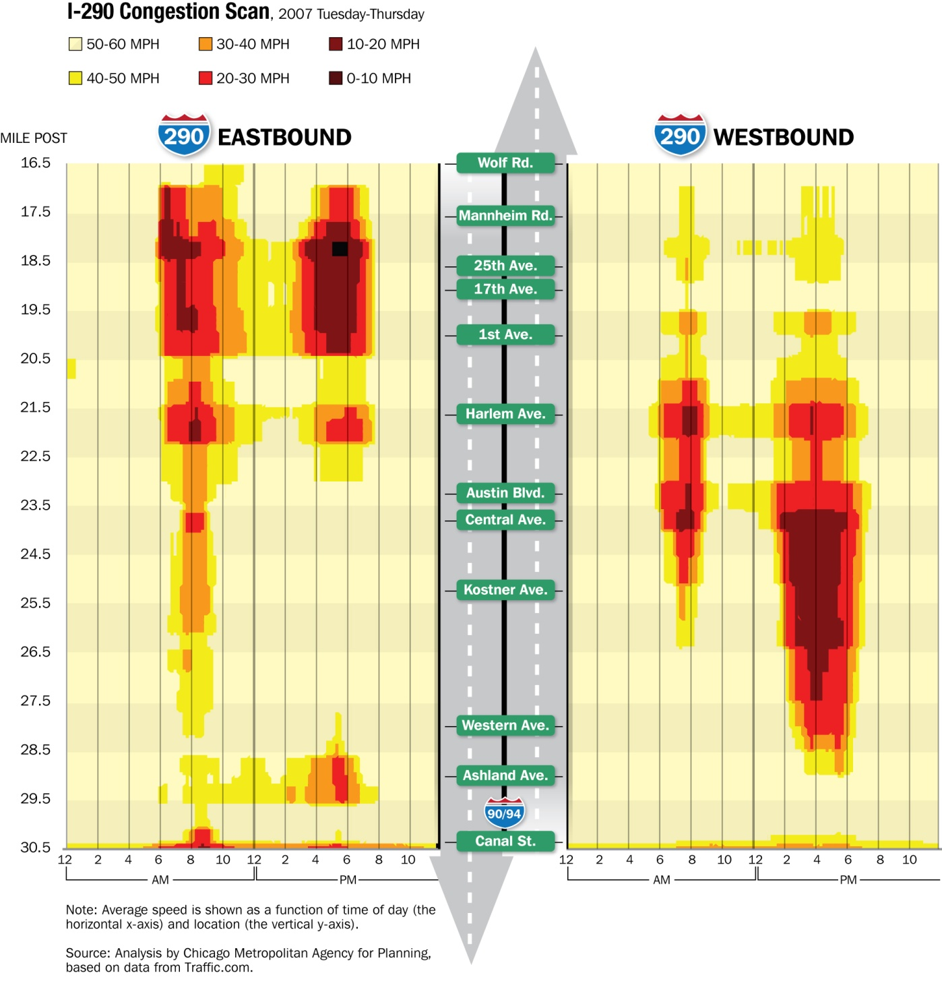 I-290 Congestion Scan, 2007 Tuesday-Thursday
50-60 MPH 30-40 MPH 10-20 MPH
40-50 MPH 20-30 MPH 0-10 MPH
MILE POST
290 EASTBOUND
290 WESTBOUND
16.5
17.5
18.5
19.5
20.5
21.5
22.5
23.5
24.5
25.5
26.5
27.5
28.5
29.5
30.5
Wolf Rd.
Mannheim Rd.
25th Ave.
17th Ave.
1st Ave.
Harlem Ave.
Austin Blvd.
Central Ave.
Kostner Ave.
Western Ave.
Ashland Ave.
90/94
Canal St.
12 2 4 6 8 10 12 2 4 6 8 10
AM PM
12 2 4 6 8 10 12 2 4 6 8 10
AM PM
Note: Average speed is shown as a function of time of day (the
horizontal x-axis) and location (the vertical y-axis).
Source: Analysis by Chicago Metropolitan Agency for Planning,
based on data from Traffic.com.